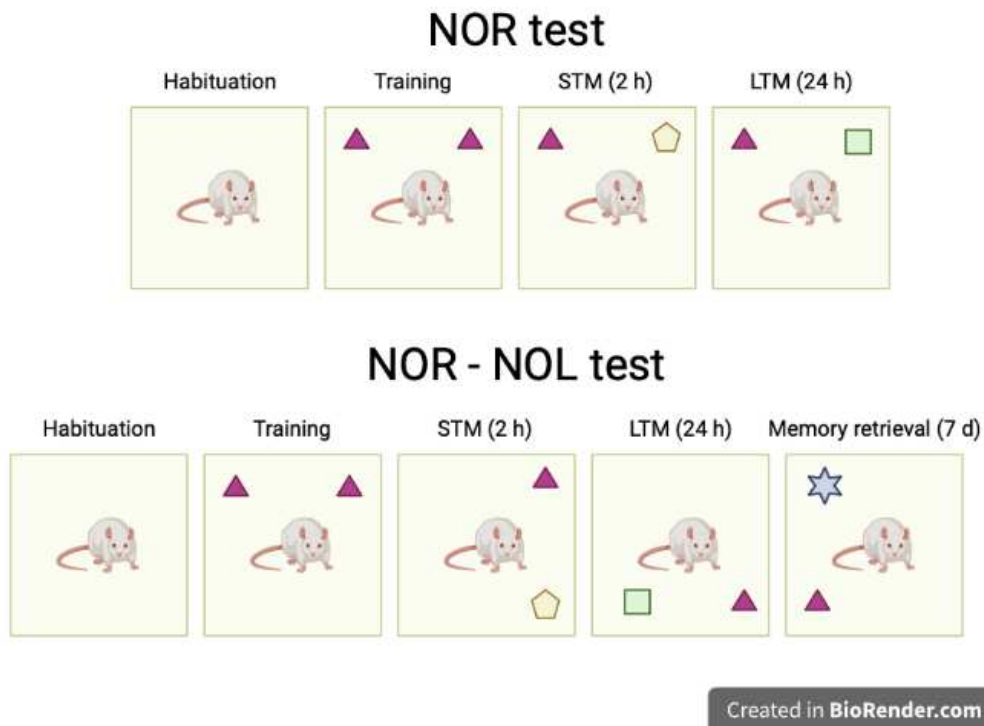 NOR test
Habituation Training STM (2 h) LTM (24 h)
NOR - NOL test
Habituation Training STM (2 h) LTM (24 h) Memory retrieval (7 d)
Created in BioRender.com